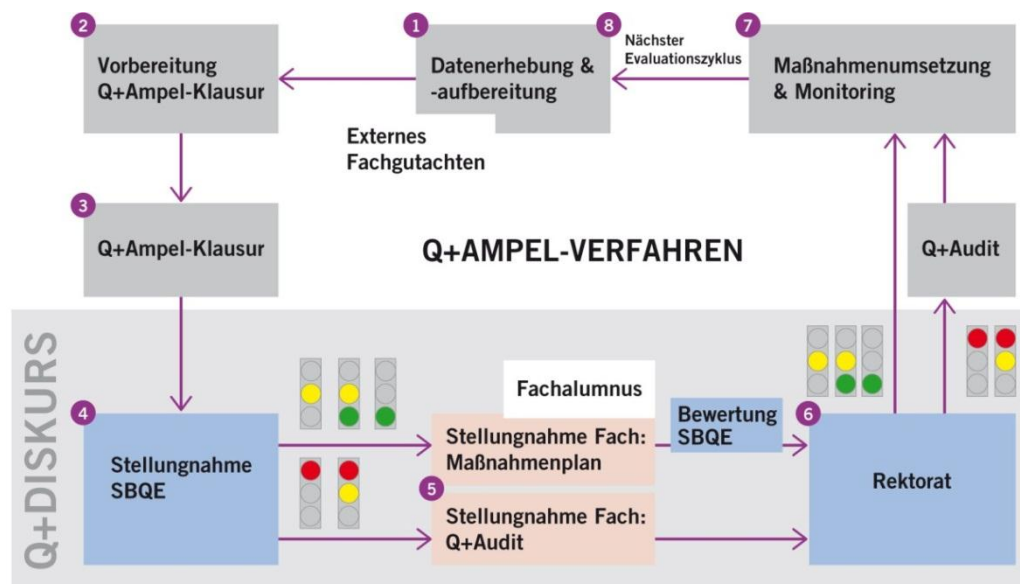 2
Vorbereitung
Q+Ampel-Klausur
1
Datenerhebung &
-aufbereitung
Externes
Fachgutachten
8
Nächster
Evaluationszyklus
7
Maßnahmenumsetzung
& Monitoring
3
Q+Ampel-Klausur
Q+AMPEL-VERFAHREN
Q+Audit
Q+DISKURS
4
Stellungnahme
SBQE
Fachalumnus
Stellungnahme Fach:
Maßnahmenplan
Bewertung
SBQE
5
Stellungnahme Fach:
Q+Audit
6
Rektorat